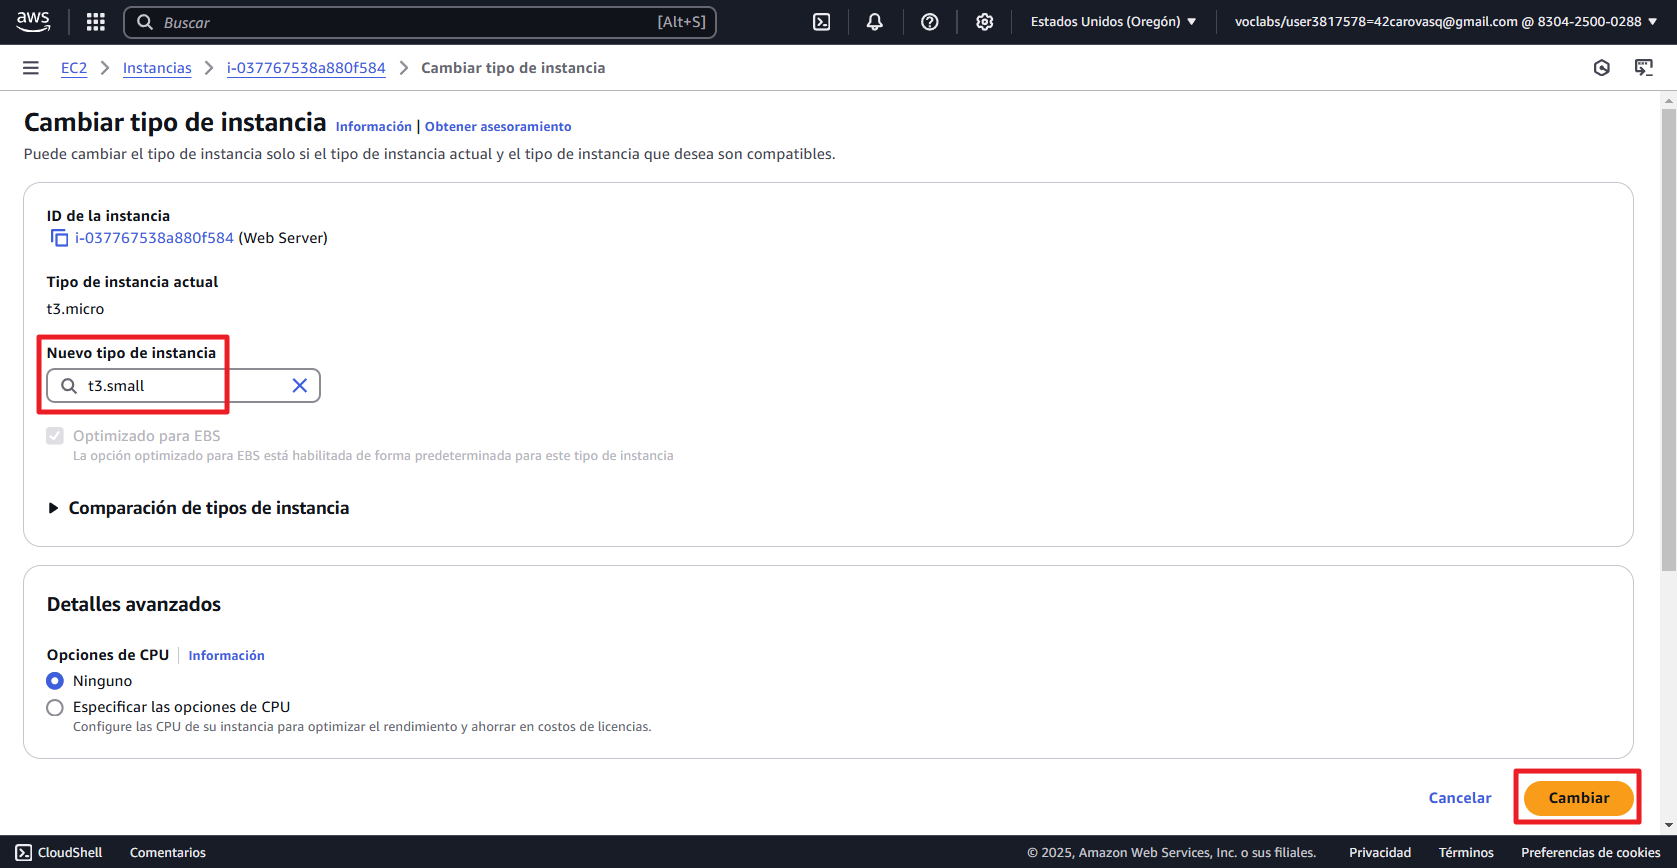 aws
Buscar [Alt+S] Estados Unidos (Oregón) voclabs/user3817578=42carovasq@gmail.com @ 8304-2500-0288
EC2 Instancias i-037767538a880f584 Cambiar tipo de instancia
Cambiar tipo de instancia Información | Obtener asesoramiento
Puede cambiar el tipo de instancia solo si el tipo de instancia actual y el tipo de instancia que desea son compatibles.
ID de la instancia
i-037767538a880f584 (Web Server)
Tipo de instancia actual
t3.micro
Nuevo tipo de instancia
t3.small
Optimizado para EBS
La opción optimizado para EBS está habilitada de forma predeterminada para este tipo de instancia
Comparación de tipos de instancia
Detalles avanzados
Opciones de CPU Información
Ninguno
Especificar las opciones de CPU
Configure las CPU de su instancia para optimizar el rendimiento y ahorrar en costos de licencias.
Cancelar Cambiar
CloudShell Comentarios © 2025, Amazon Web Services, Inc. o sus filiales. Privacidad Términos Preferencias de cookies